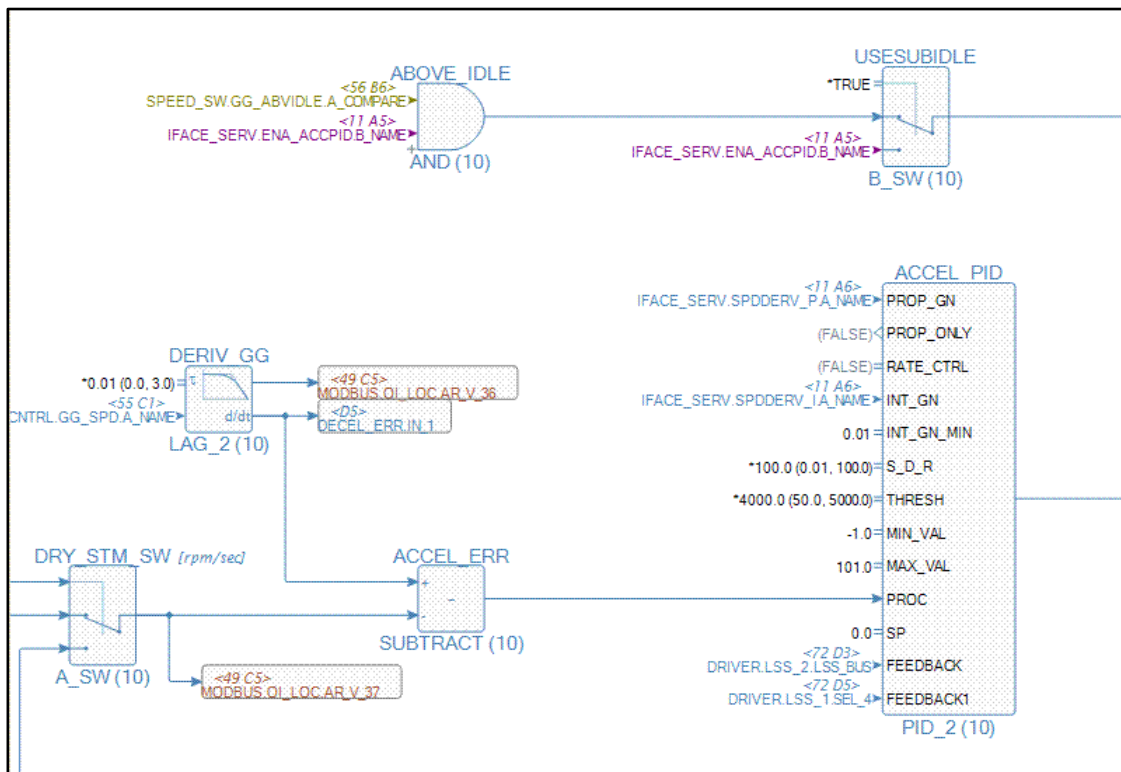 USESUBIDLE
ABOVE_IDLE
<56 B6>
*TRUE
SPEED_SW.GG_ABVIDLE.A_COMPARE
<11 A5>
IFACE_SERV.ENA_ACCPID.B_NAME
<11 A5>
IFACE_SERV.ENA_ACCPID.B_NAME
AND (10)
B_SW (10)
ACCEL_PID
<11 A6>
IFACE_SERV.SPDDERV_P.A_NAME
PROP_GN
(FALSE)
PROP_ONLY
DERIV_GG
<49 C5>
(FALSE)
RATE_CTRL
*0.01 (0.0, 3.0)
τ
MODBUS.OI_LOC.AR_V_36
<11 A6>
<55 C1>
<D5>
IFACE_SERV.SPDDERV_I.A_NAME
INT_GN
CNTRL.GG_SPD.A_NAME
d/dt
DECEL_ERR.IN_1
0.01
INT_GN_MIN
LAG_2 (10)
*100.0 (0.01, 100.0)
S_D_R
*4000.0 (50.0, 5000.0)
THRESH
-1.0
MIN_VAL
DRY_STM_SW [rpm/sec]
ACCEL_ERR
101.0
MAX_VAL
+
-
-
PROC
SUBTRACT (10)
0.0
SP
<72 D3>
DRIVER.LSS_2.LSS_BUS
FEEDBACK
A_SW (10)
<49 C5>
MODBUS.OI_LOC.AR_V_37
<72 D5>
DRIVER.LSS_1.SEL_4
FEEDBACK1
PID_2 (10)